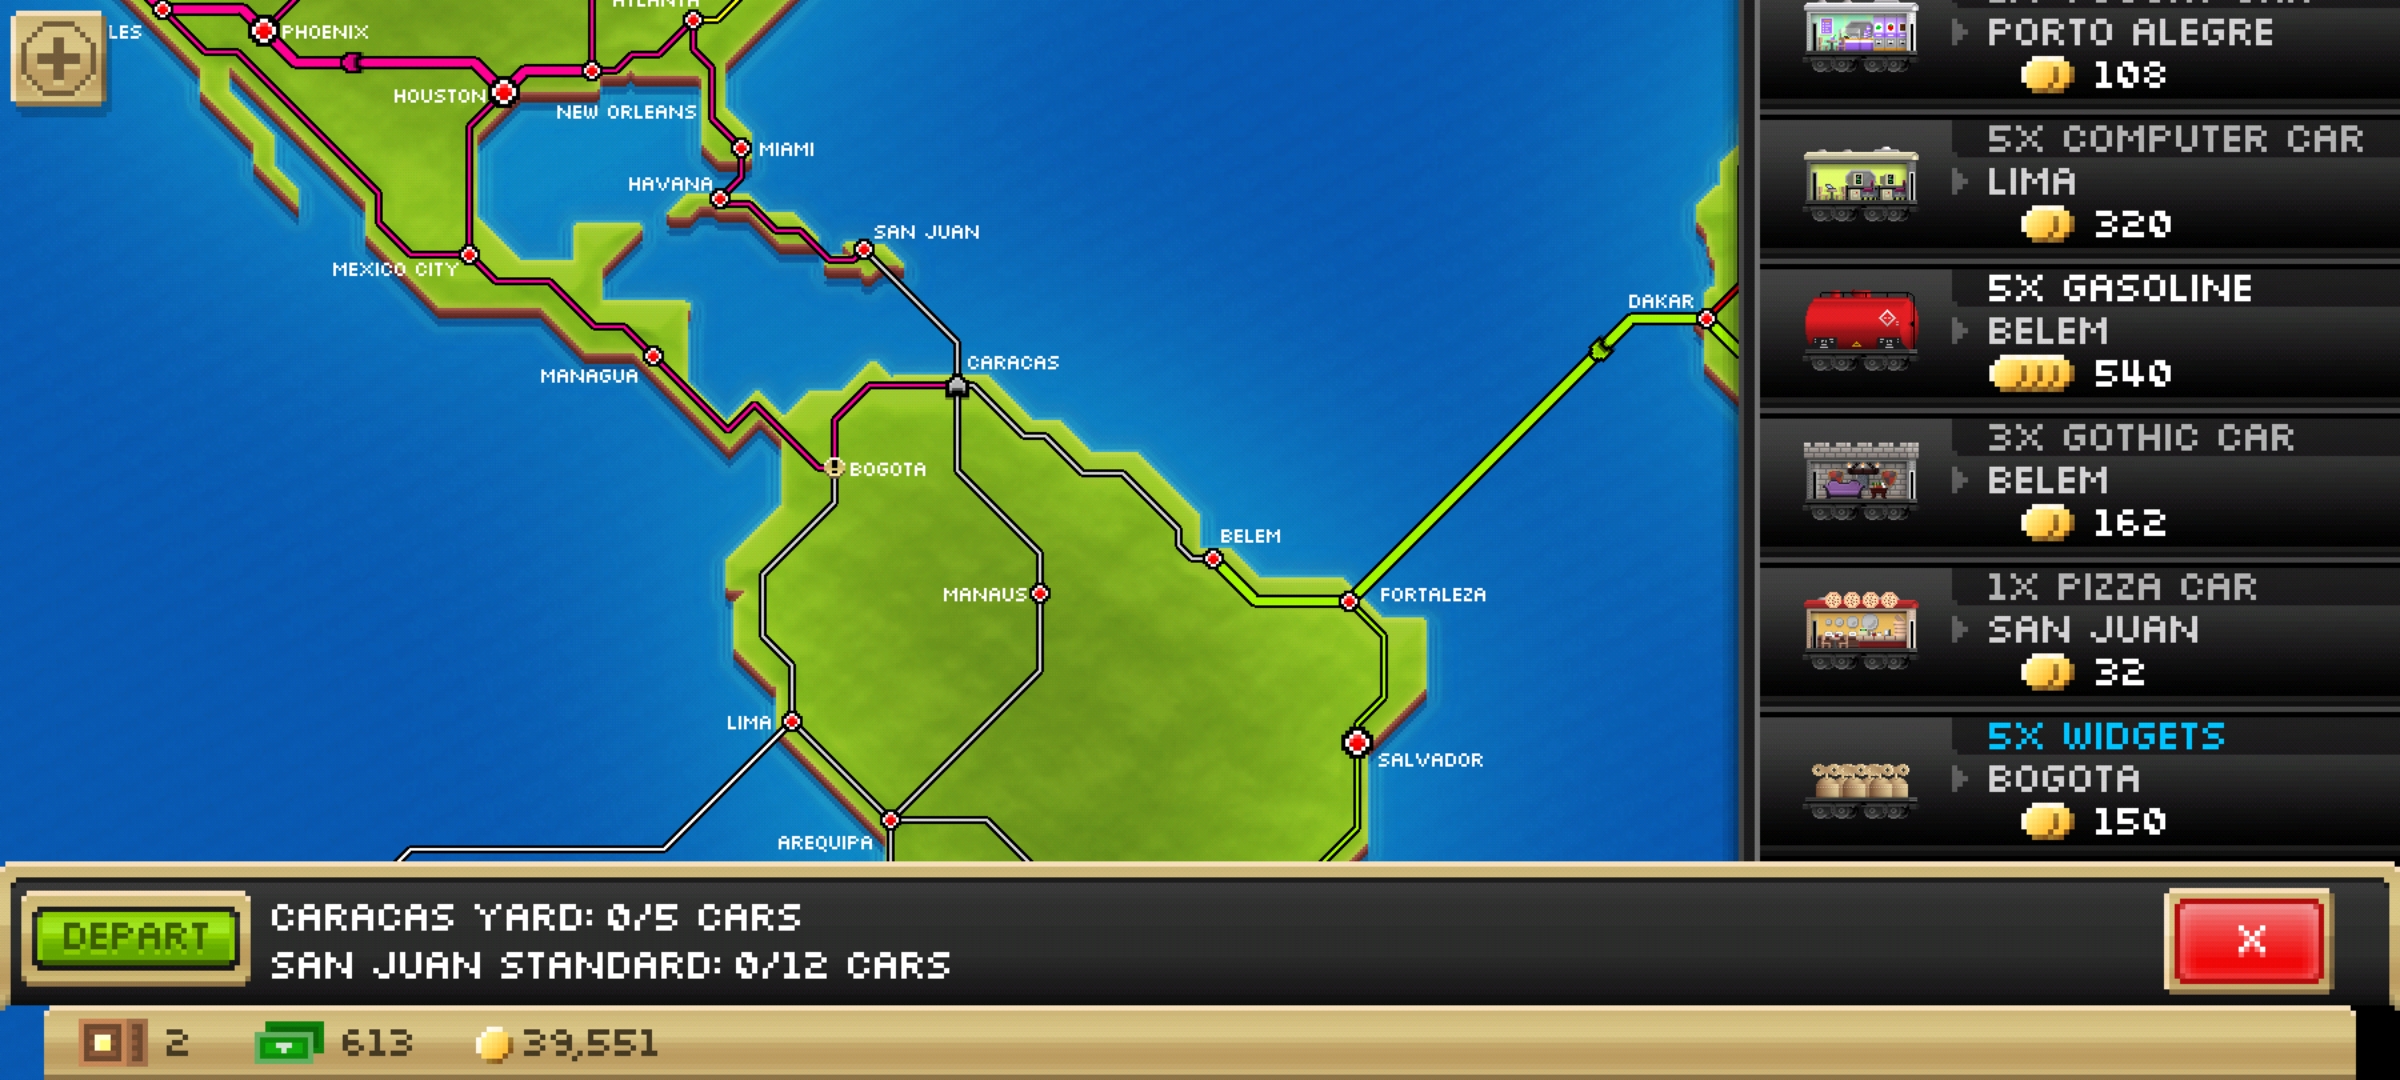 ATLANTA
LES
PHOENIX
HOUSTON
NEW ORLEANS
MIAMI
HAVANA
SAN JUAN
MEXICO CITY
DAKAR
CARACAS
MANAGUA
BOGOTA
BELEM
MANAUS
FORTALEZA
LIMA
SALVADOR
AREQUIPA
PORTO ALEGRE
108
5X COMPUTER CAR
LIMA
320
5X GASOLINE
BELEM
540
3X GOTHIC CAR
BELEM
162
1X PIZZA CAR
SAN JUAN
32
5X WIDGETS
BOGOTA
150
DEPART
CARACAS YARD: 0/5 CARS
SAN JUAN STANDARD: 0/12 CARS
X
2
613
39,551